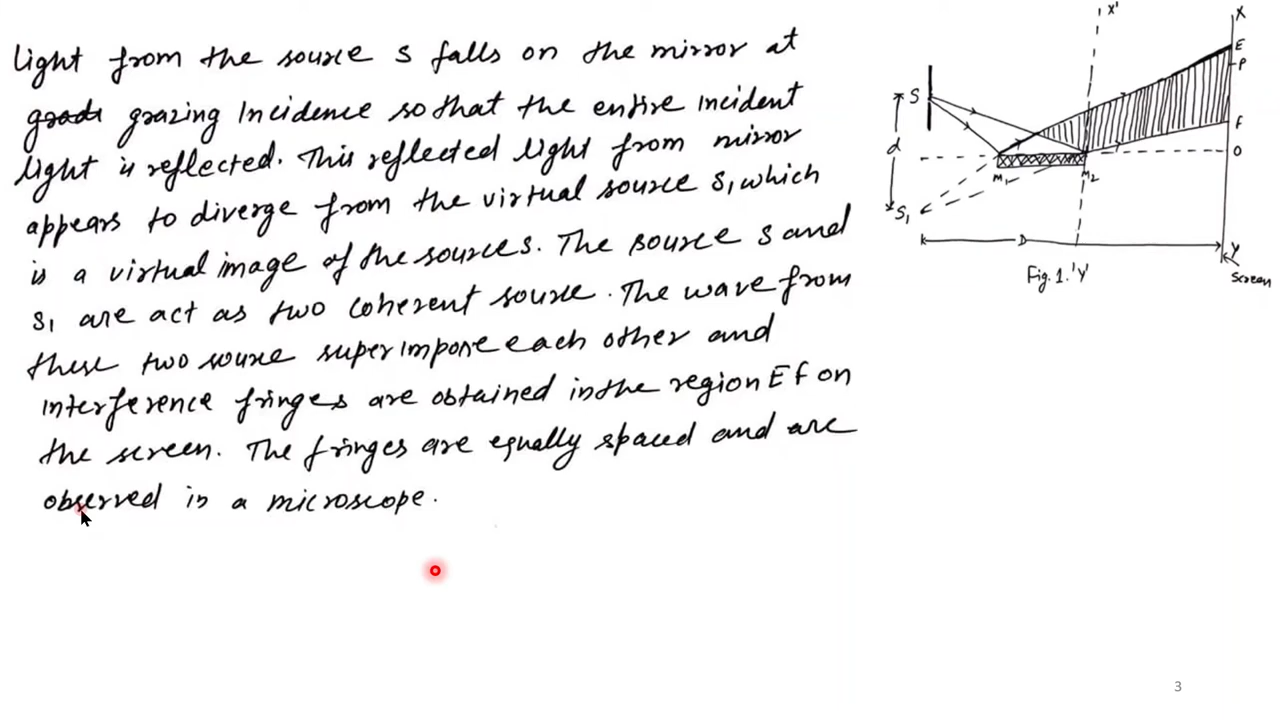 light from the source s falls on the mirror at
grade grazing Incidence so that the entire incident
light is reflected. This reflected light from mirror
appears to diverge from the virtual source S, which
is a virtual image of the sources. The source s and
S1 are act as two coherent source. The wave from
these two source superimpose each other and
interference fringes are obtained in the region EF on
the screen. The fringes are equally spaced and are
observed in a microscope.
X'
X
E
P
S
F
d
O
M1
M2
S1
D
Y
Fig. 1.'Y'
Screen
3